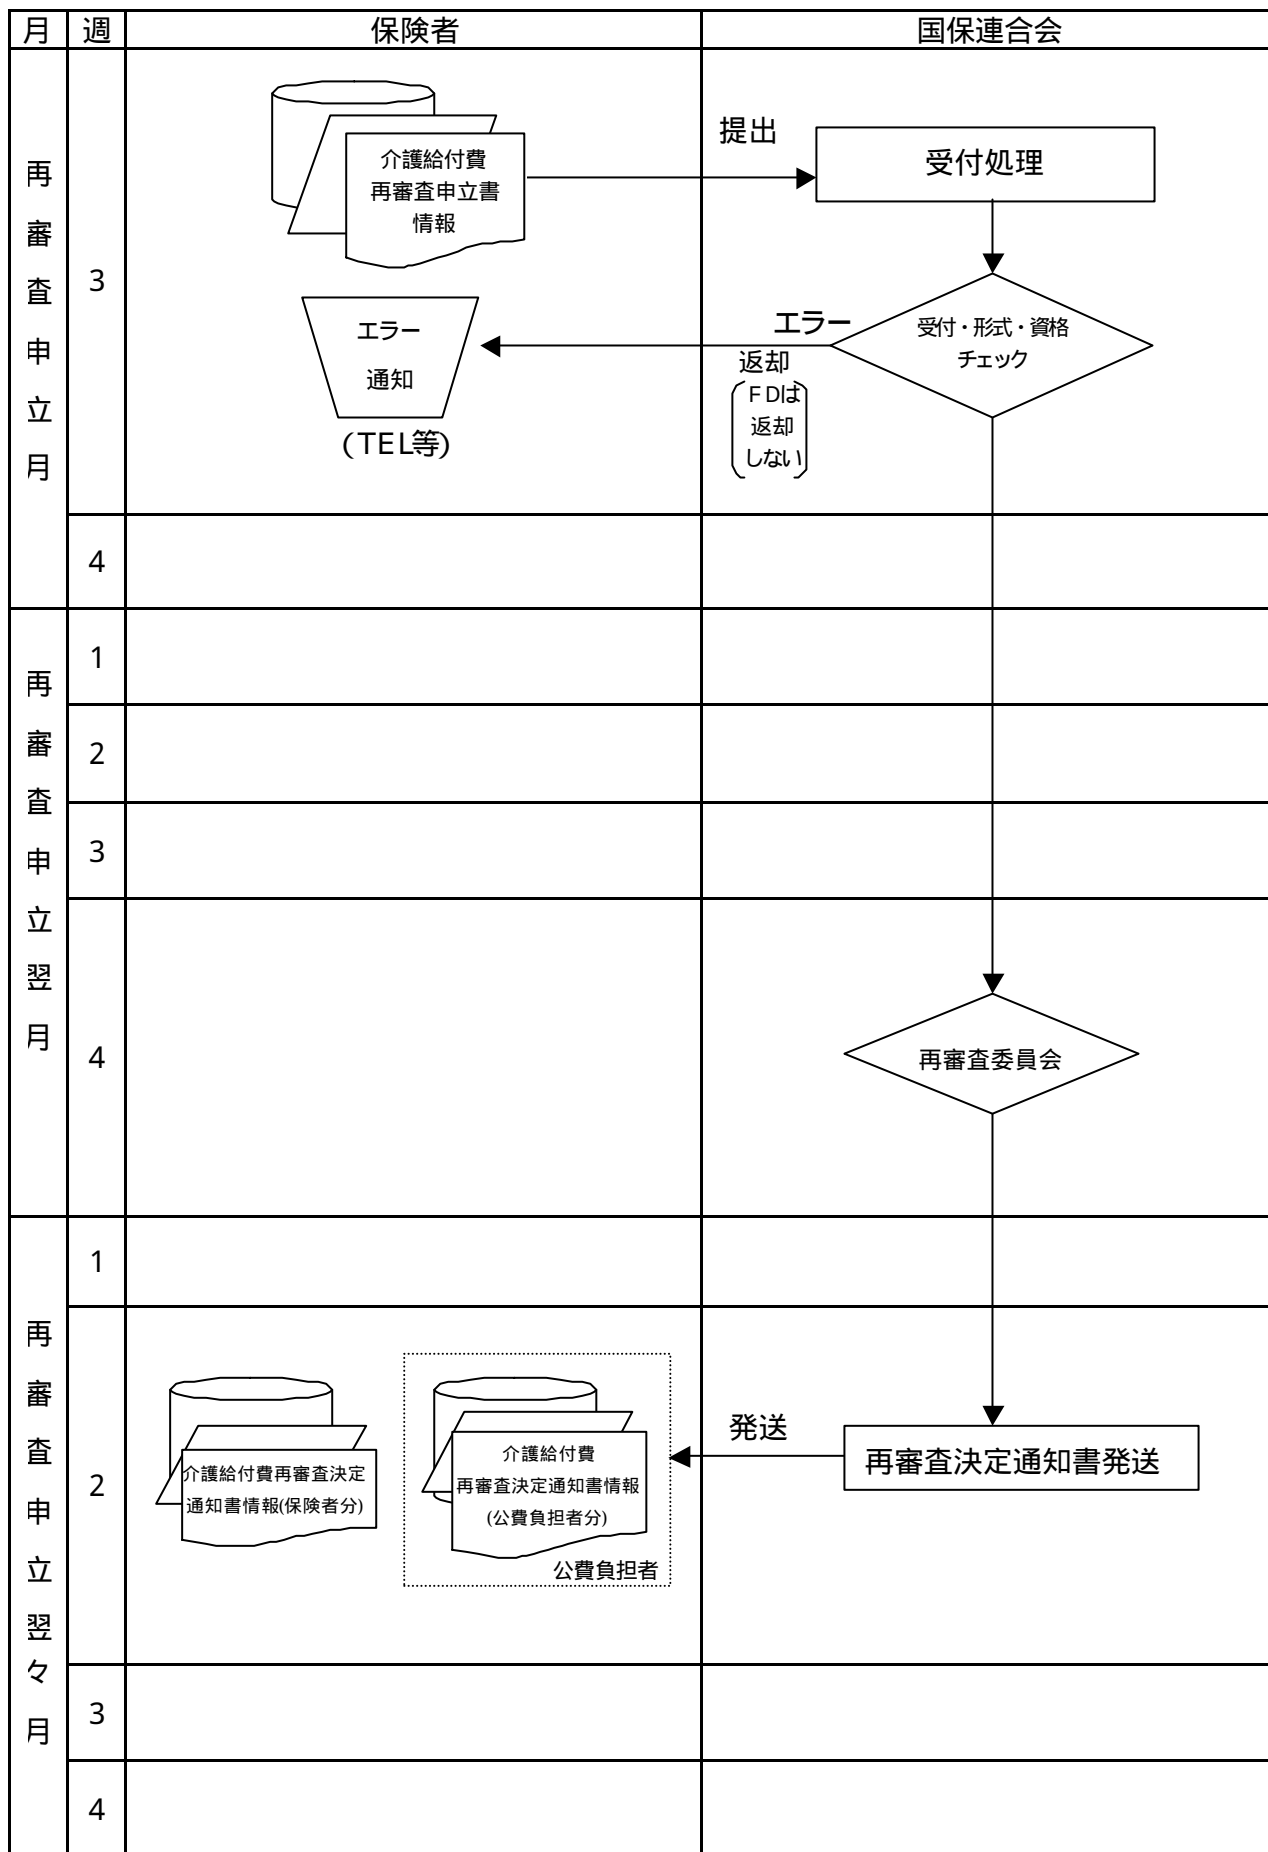 月 週 保険者 国保連合会
再審査申立月
3
介護給付費
再審査申立書
情報
提出
受付処理
エラー
通知
(TEL等)
エラー
返却
FDは
返却
しない
受付・形式・資格
チェック
4
再審査申立翌月
1
2
3
4
再審査委員会
再審査申立翌々月
1
2
介護給付費再審査決定
通知書情報(保険者分)
介護給付費
再審査決定通知書情報
(公費負担者分)
公費負担者
発送
再審査決定通知書発送
3
4